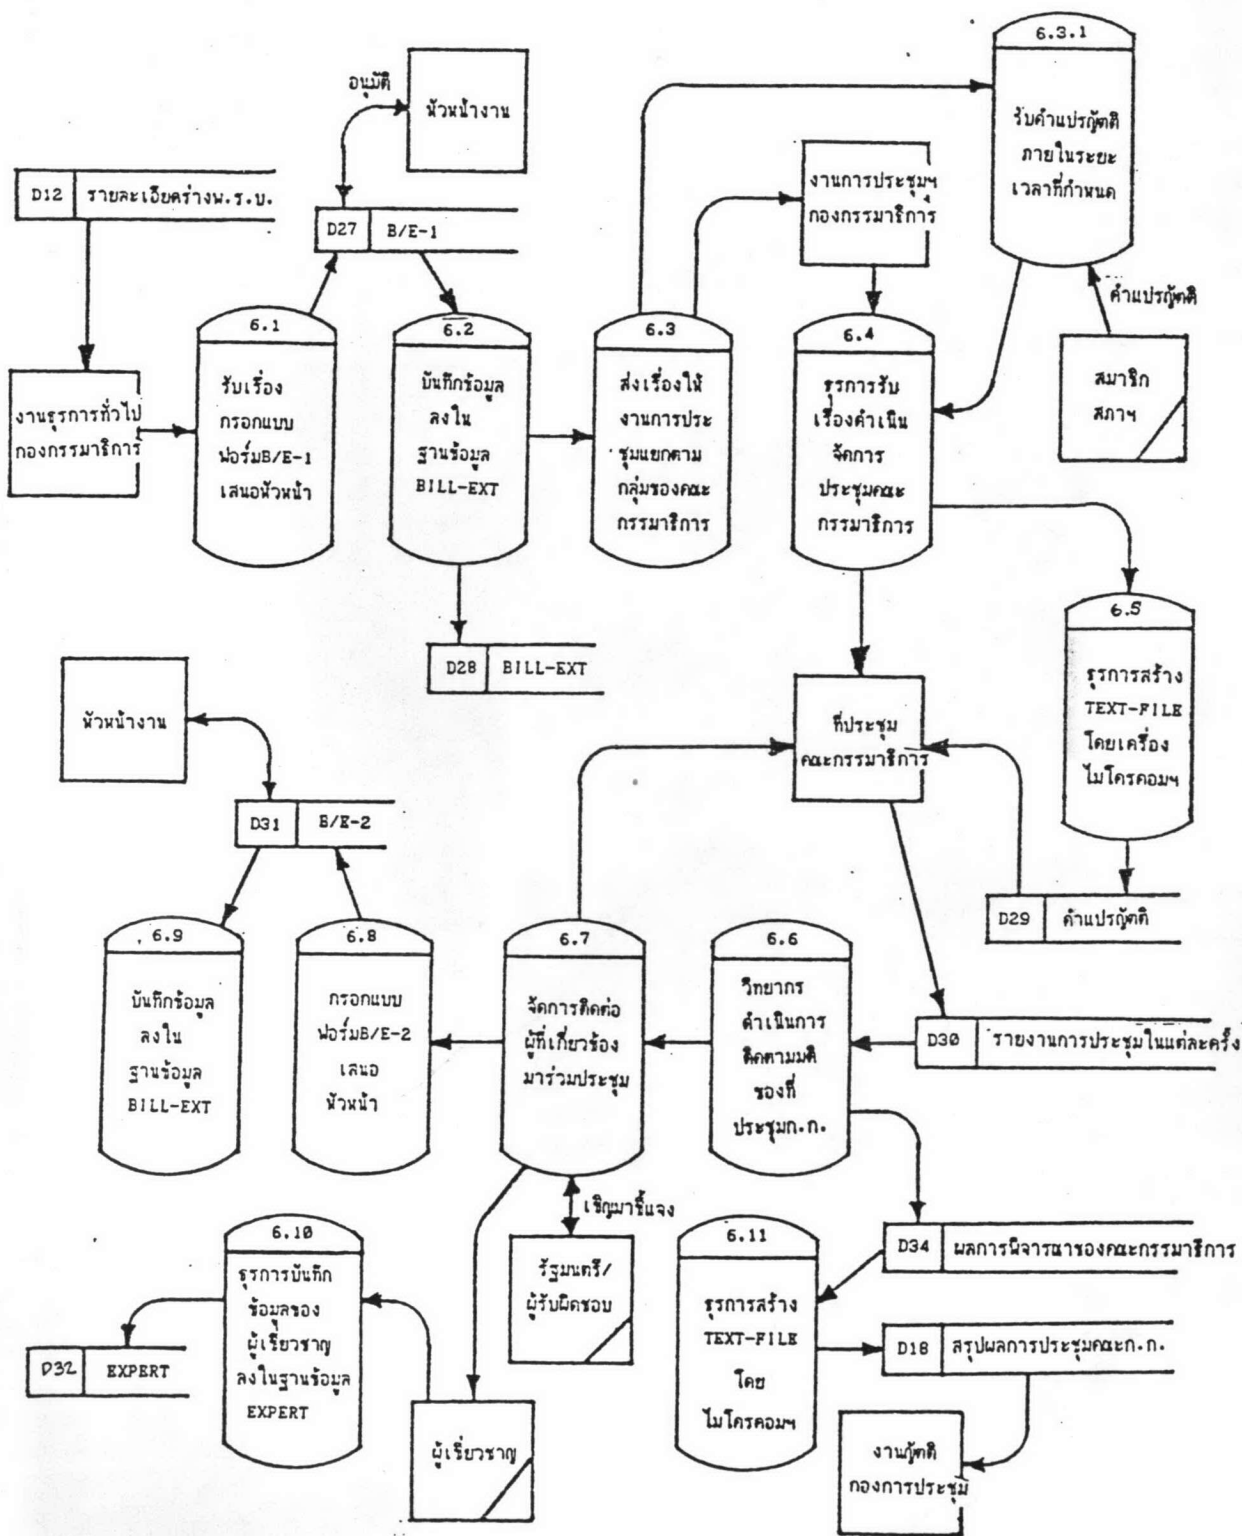 6.3.1
รับคำแปรญัตติ
ภายในระยะ
เวลาที่กำหนด
อนุมัติ
หัวหน้างาน
งานการประชุมฯ
กองกรรมาธิการ
D12 รายละเอียดร่างพ.ร.บ.
D27 B/E-1
คำแปรญัตติ
สมาชิก
สภาฯ
งานธุรการทั่วไป
กองกรรมาธิการ
6.1
รับเรื่อง
กรอกแบบ
ฟอร์มB/E-1
เสนอหัวหน้า
6.2
บันทึกข้อมูล
ลงใน
ฐานข้อมูล
BILL-EXT
6.3
ส่งเรื่องให้
งานการประ
ชุมแยกตาม
กลุ่มของคณะ
กรรมาธิการ
6.4
ธุรการรับ
เรื่องดำเนิน
จัดการ
ประชุมคณะ
กรรมาธิการ
6.5
ธุรการสร้าง
TEXT-FILE
โดยเครื่อง
ไมโครคอมฯ
D28 BILL-EXT
หัวหน้างาน
ที่ประชุม
คณะกรรมาธิการ
D31 B/E-2
D29 คำแปรญัตติ
6.9
บันทึกข้อมูล
ลงใน
ฐานข้อมูล
BILL-EXT
6.8
กรอกแบบ
ฟอร์มB/E-2
เสนอ
หัวหน้า
6.7
จัดการติดต่อ
ผู้ที่เกี่ยวข้อง
มาร่วมประชุม
6.6
วิทยากร
ดำเนินการ
ติดตามมติ
ของที่
ประชุมก.ก.
D30 รายงานการประชุมในแต่ละครั้ง
เชิญมาชี้แจง
รัฐมนตรี/
ผู้รับผิดชอบ
6.10
ธุรการบันทึก
ข้อมูลของ
ผู้เชี่ยวชาญ
ลงในฐานข้อมูล
EXPERT
6.11
ธุรการสร้าง
TEXT-FILE
โดย
ไมโครคอมฯ
D34 ผลการพิจารณาของคณะกรรมาธิการ
D18 สรุปผลการประชุมคณะก.ก.
D32 EXPERT
ผู้เชี่ยวชาญ
งานญัตติ
กองการประชุม